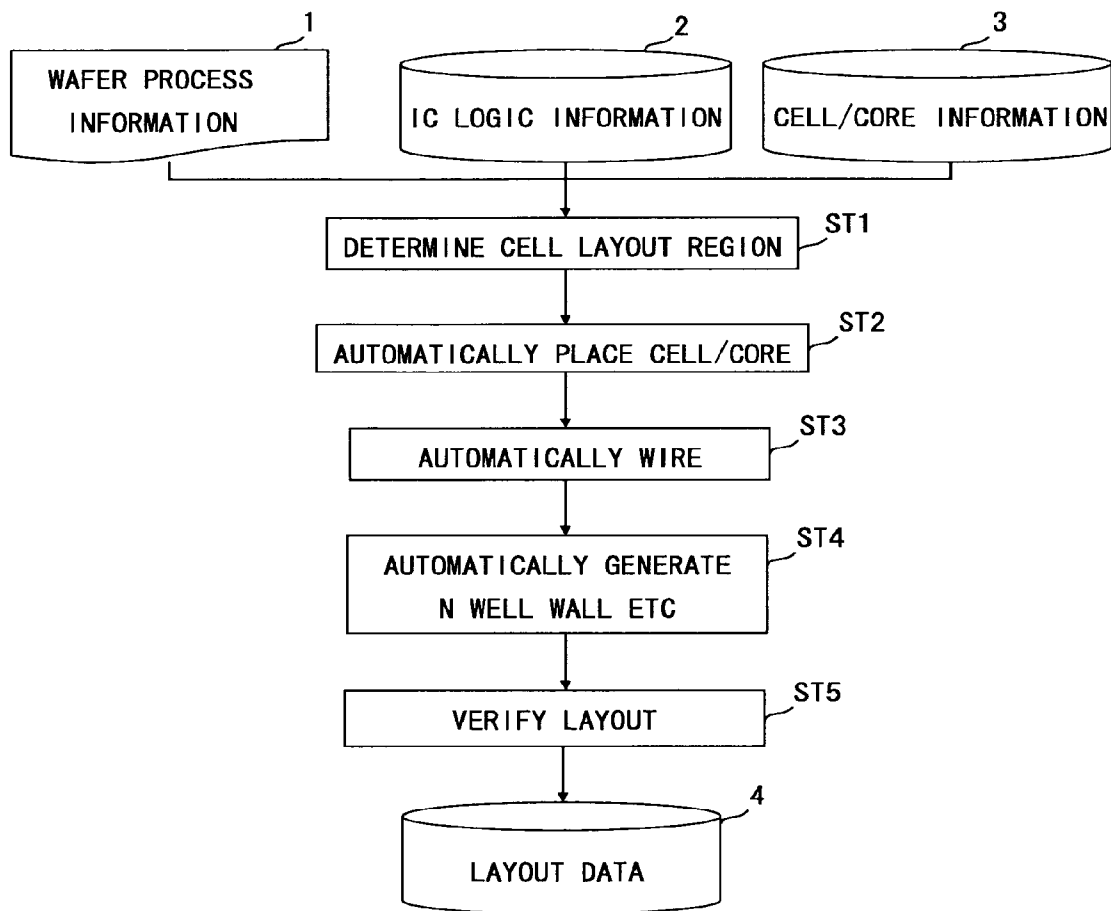 1
2
3
WAFER PROCESS
INFORMATION
IC LOGIC INFORMATION
CELL/CORE INFORMATION
ST1
DETERMINE CELL LAYOUT REGION
ST2
AUTOMATICALLY PLACE CELL/CORE
ST3
AUTOMATICALLY WIRE
ST4
AUTOMATICALLY GENERATE
N WELL WALL ETC
ST5
VERIFY LAYOUT
4
LAYOUT DATA